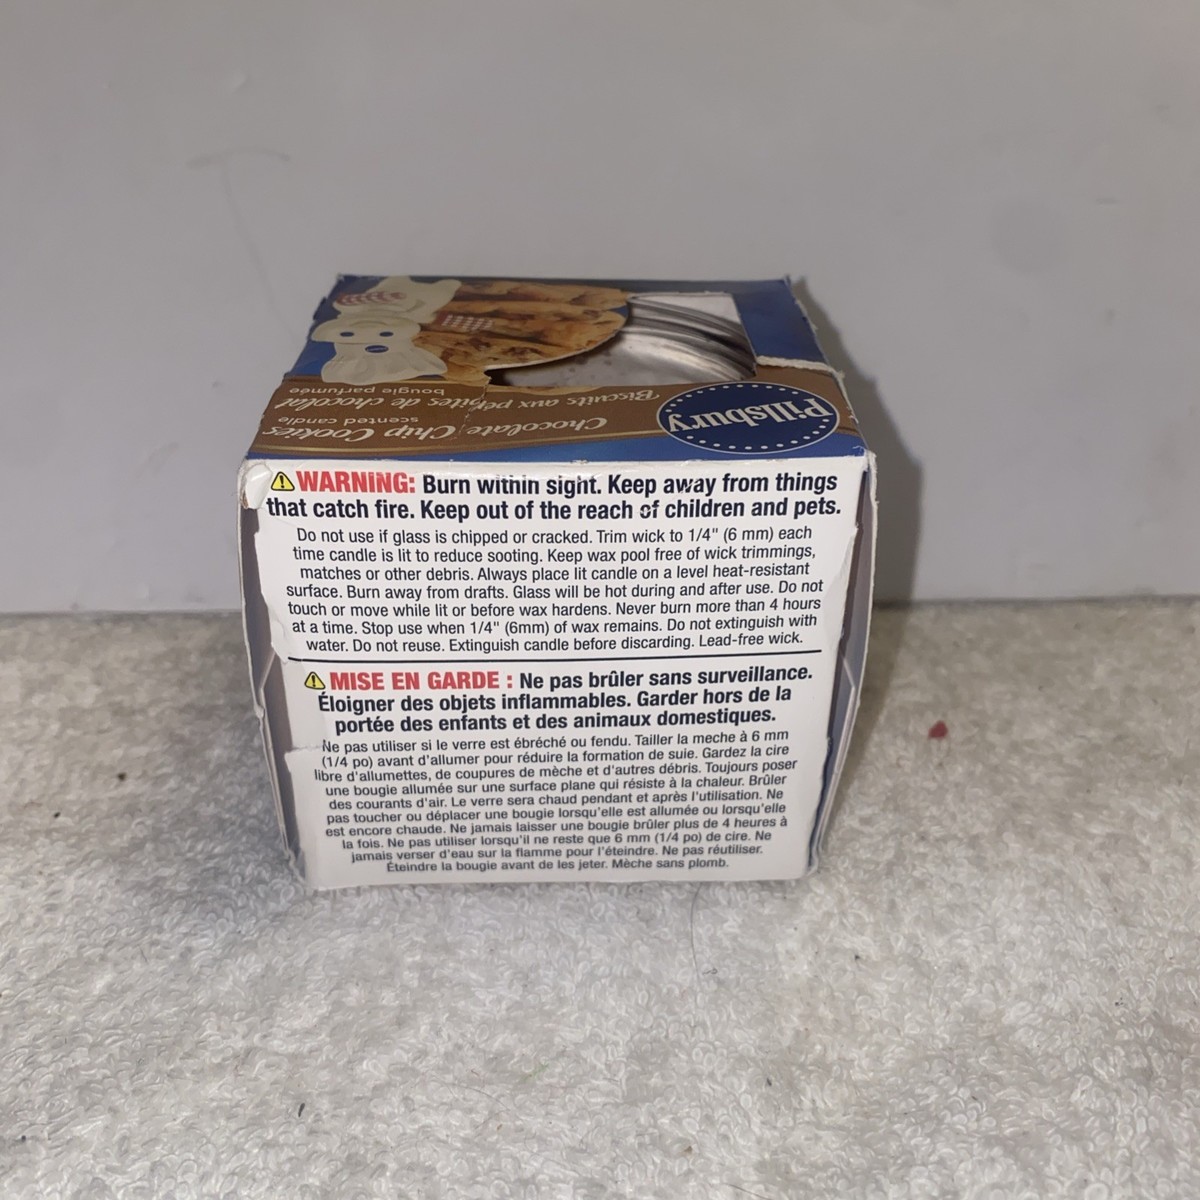 bougie parfumée
Biscuits aux pépites de chocolat
scented candle
Chocolate Chip Cookies
Pillsbury
WARNING: Burn within sight. Keep away from things
that catch fire. Keep out of the reach of children and pets.
Do not use if glass is chipped or cracked. Trim wick to 1/4" (6 mm) each
time candle is lit to reduce sooting. Keep wax pool free of wick trimmings,
matches or other debris. Always place lit candle on a level heat-resistant
surface. Burn away from drafts. Glass will be hot during and after use. Do not
touch or move while lit or before wax hardens. Never burn more than 4 hours
at a time. Stop use when 1/4" (6mm) of wax remains. Do not extinguish with
water. Do not reuse. Extinguish candle before discarding. Lead-free wick.
MISE EN GARDE : Ne pas brûler sans surveillance.
Éloigner des objets inflammables. Garder hors de la
portée des enfants et des animaux domestiques.
Ne pas utiliser si le verre est ébréché ou fendu. Tailler la meche à 6 mm
(1/4 po) avant d'allumer pour réduire la formation de suie. Gardez la cire
libre d'allumettes, de coupures de mèche et d'autres débris. Toujours poser
une bougie allumée sur une surface plane qui résiste à la chaleur. Brûler
des courants d'air. Le verre sera chaud pendant et après l'utilisation. Ne
pas toucher ou déplacer une bougie lorsqu'elle est allumée ou lorsqu'elle
est encore chaude. Ne jamais laisser une bougie brûler plus de 4 heures à
la fois. Ne pas utiliser lorsqu'il ne reste que 6 mm (1/4 po) de cire. Ne
jamais verser d'eau sur la flamme pour l'éteindre. Ne pas réutiliser.
Éteindre la bougie avant de les jeter. Mèche sans plomb.